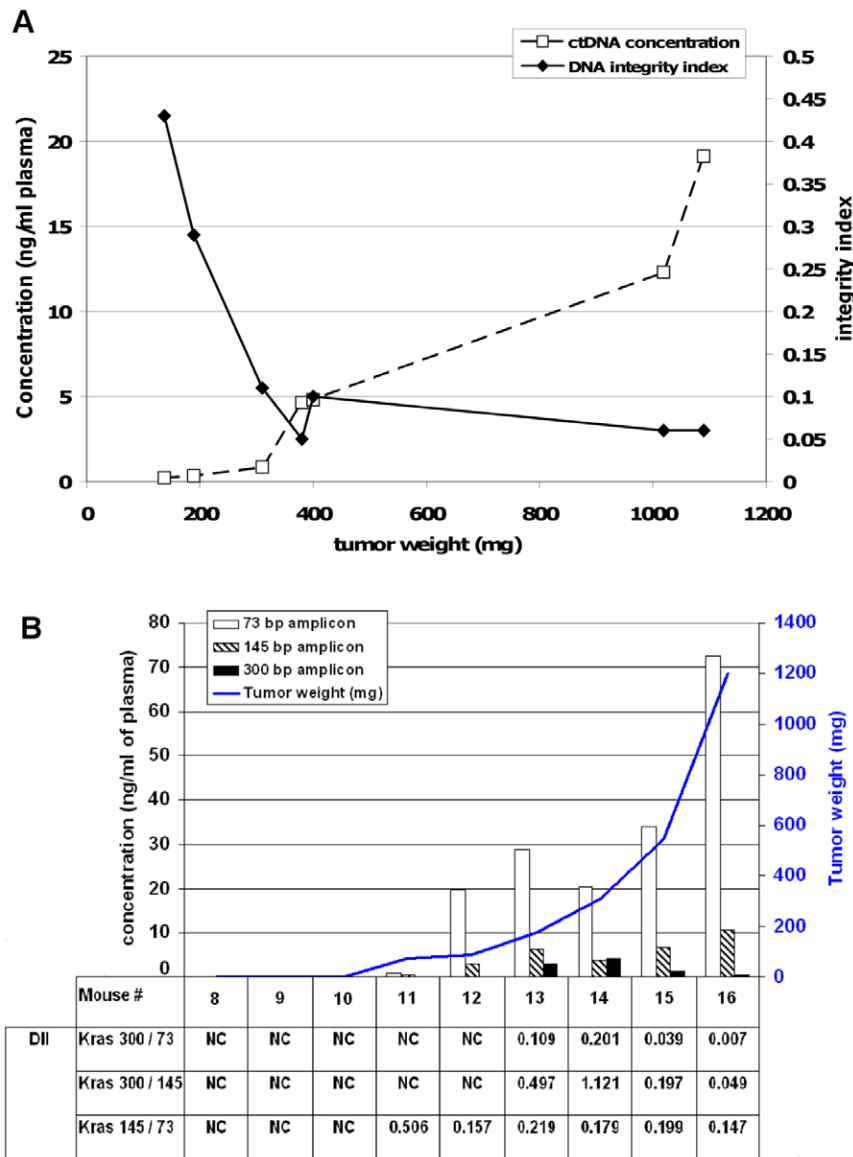 A
ctDNA concentration
DNA integrity index
25
20
15
10
5
0
Concentration (ng/ml plasma)
0.5
0.45
0.4
0.35
0.3
0.25
0.2
0.15
0.1
0.05
0
integrity index
0 200 400 600 800 1000 1200
tumor weight (mg)
B
73 bp amplicon
145 bp amplicon
300 bp amplicon
Tumor weight (mg)
80
70
60
50
40
30
20
10
0
concentration (ng/ml of plasma)
1400
1200
1000
800
600
400
200
0
Tumor weight (mg)
Mouse # 8 9 10 11 12 13 14 15 16
DII Kras 300 / 73 NC NC NC NC NC 0.109 0.201 0.039 0.007
Kras 300 / 145 NC NC NC NC NC 0.497 1.121 0.197 0.049
Kras 145 / 73 NC NC NC 0.506 0.157 0.219 0.179 0.199 0.147